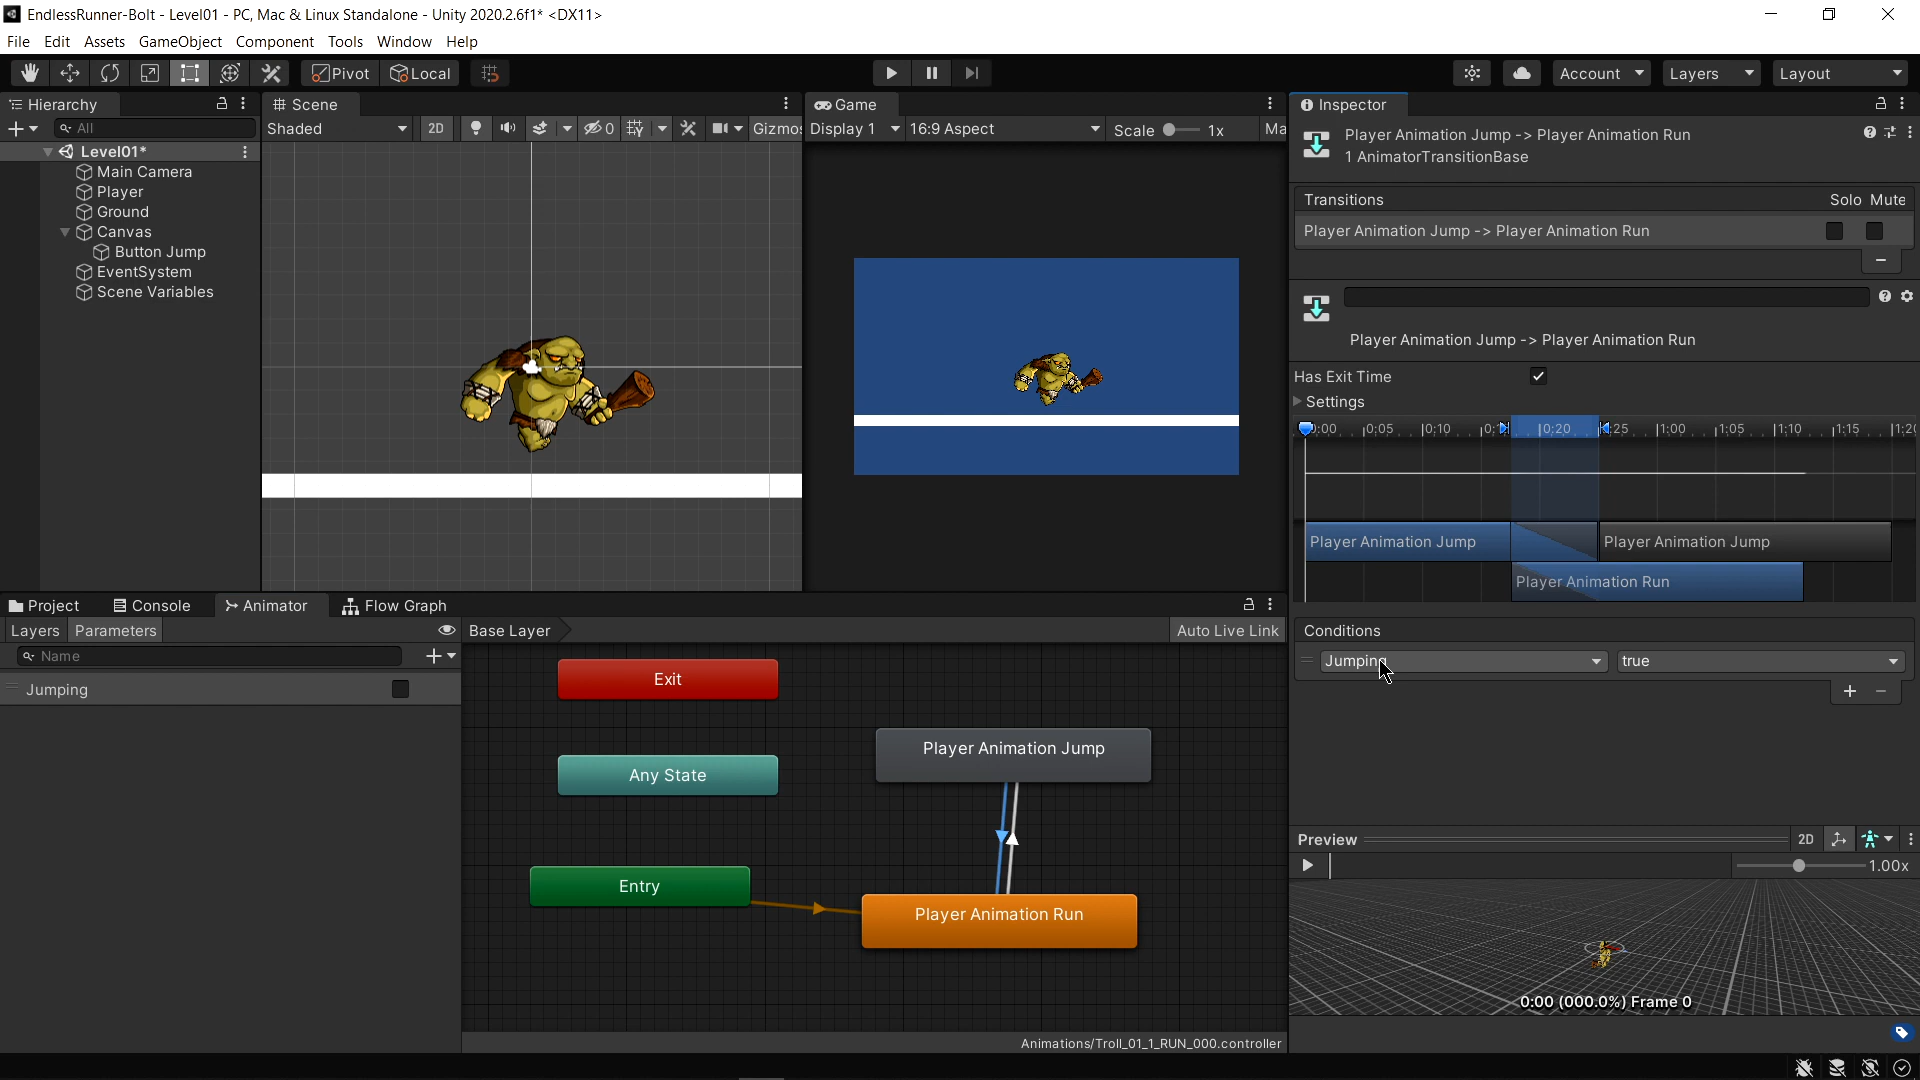 EndlessRunner-Bolt - Level01 - PC, Mac & Linux Standalone - Unity 2020.2.6f1* <DX11>
File Edit Assets GameObject Component Tools Window Help
Pivot Local Account Layers Layout
Hierarchy
All
Level01*
Main Camera
Player
Ground
Canvas
Button Jump
EventSystem
Scene Variables
Scene
Shaded 2D 0 Gizmos
Game
Display 1 16:9 Aspect Scale 1x Ma
Inspector
Player Animation Jump -> Player Animation Run
1 AnimatorTransitionBase
Transitions Solo Mute
Player Animation Jump -> Player Animation Run
Player Animation Jump -> Player Animation Run
Has Exit Time
Settings
:00 0:05 0:10 0:1 0:20 :25 1:00 1:05 1:10 1:15 1:20
Player Animation Jump Player Animation Jump
Player Animation Run
Conditions
Jumping true
Preview 2D
1.00x
0:00 (000.0%) Frame 0
Project Console Animator Flow Graph
Layers Parameters Base Layer Auto Live Link
Name
Jumping
Exit
Any State
Entry
Player Animation Jump
Player Animation Run
Animations/Troll_01_1_RUN_000.controller